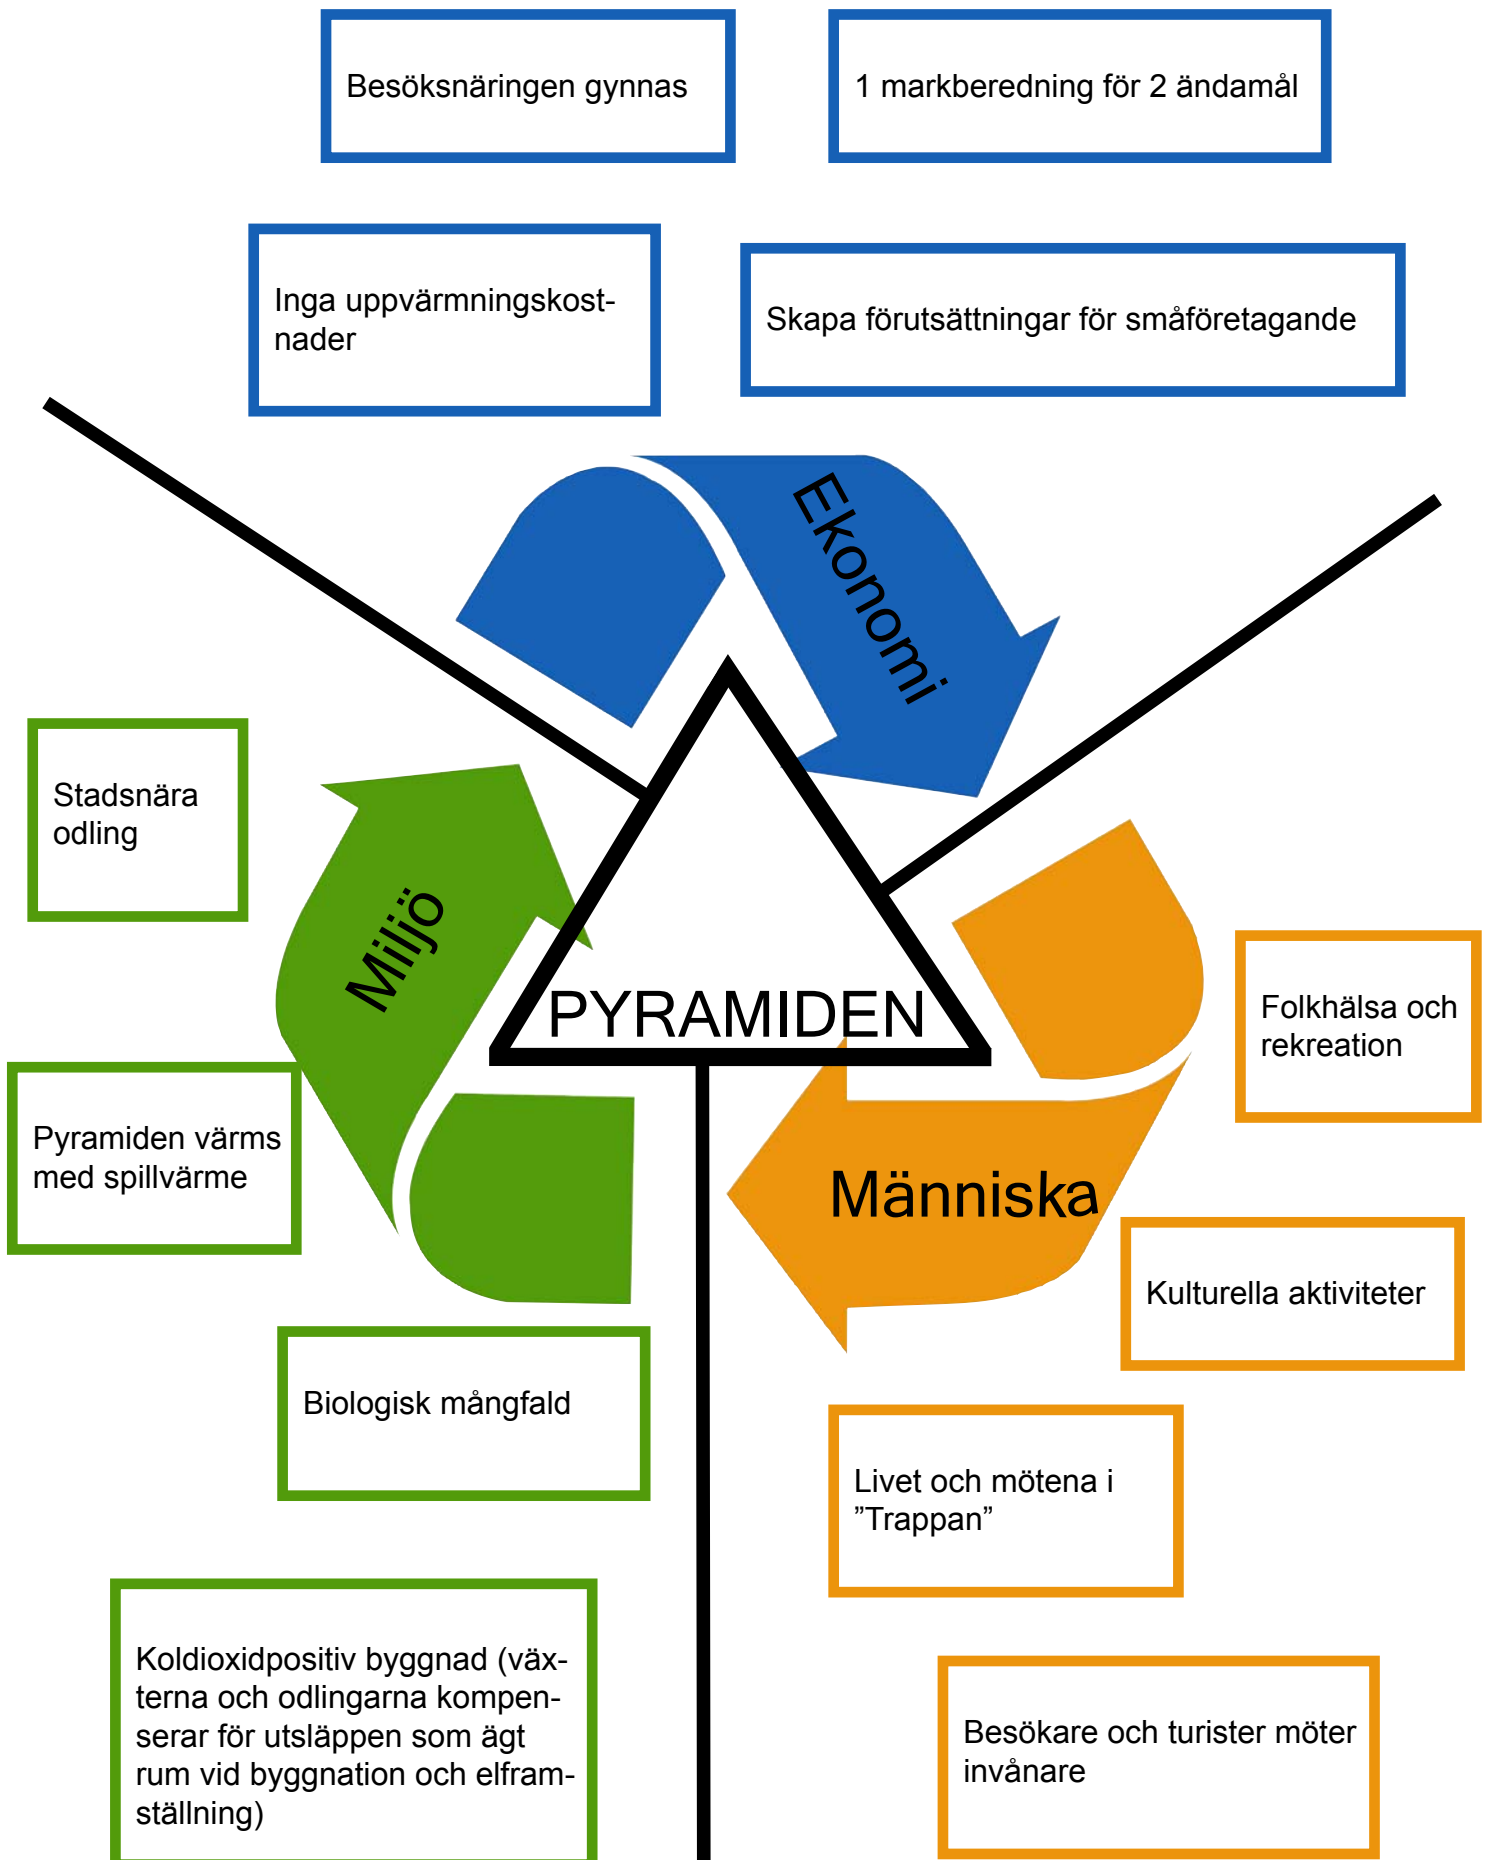 Besöksnäringen gynnas
1 markberedning för 2 ändamål
Inga uppvärmningskost-
nader
Skapa förutsättningar för småföretagande
Ekonomi
Stadsnära
odling
Miljö
PYRAMIDEN
Folkhälsa och
rekreation
Pyramiden värms
med spillvärme
Människa
Kulturella aktiviteter
Biologisk mångfald
Livet och mötena i
”Trappan”
Koldioxidpositiv byggnad (väx-
terna och odlingarna kompen-
serar för utsläppen som ägt
rum vid byggnation och elfram-
ställning)
Besökare och turister möter
invånare